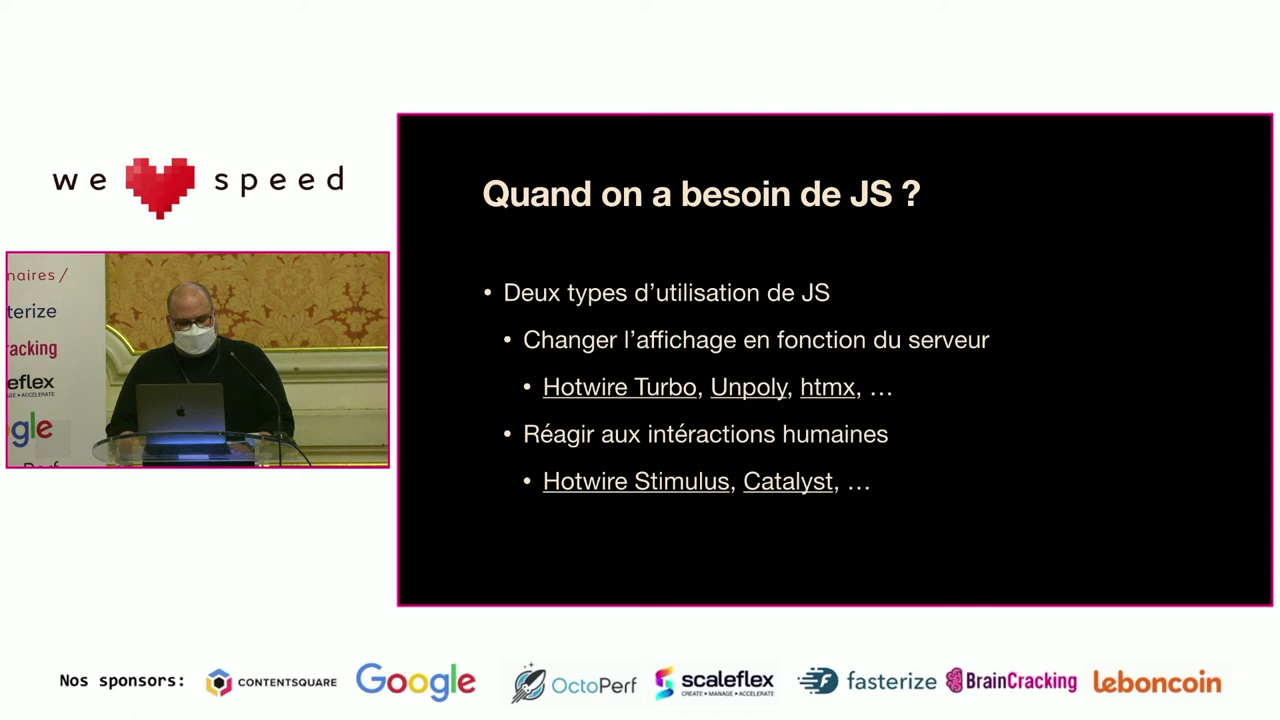 we speed
naires /
terize
racking
eflex
gle
Quand on a besoin de JS ?
• Deux types d’utilisation de JS
• Changer l’affichage en fonction du serveur
• Hotwire Turbo, Unpoly, htmx, …
• Réagir aux intéractions humaines
• Hotwire Stimulus, Catalyst, …
Nos sponsors:
CONTENTSQUARE
Google
OctoPerf
scaleflex
CREATE • MANAGE • ACCELERATE
fasterize
BrainCracking
leboncoin